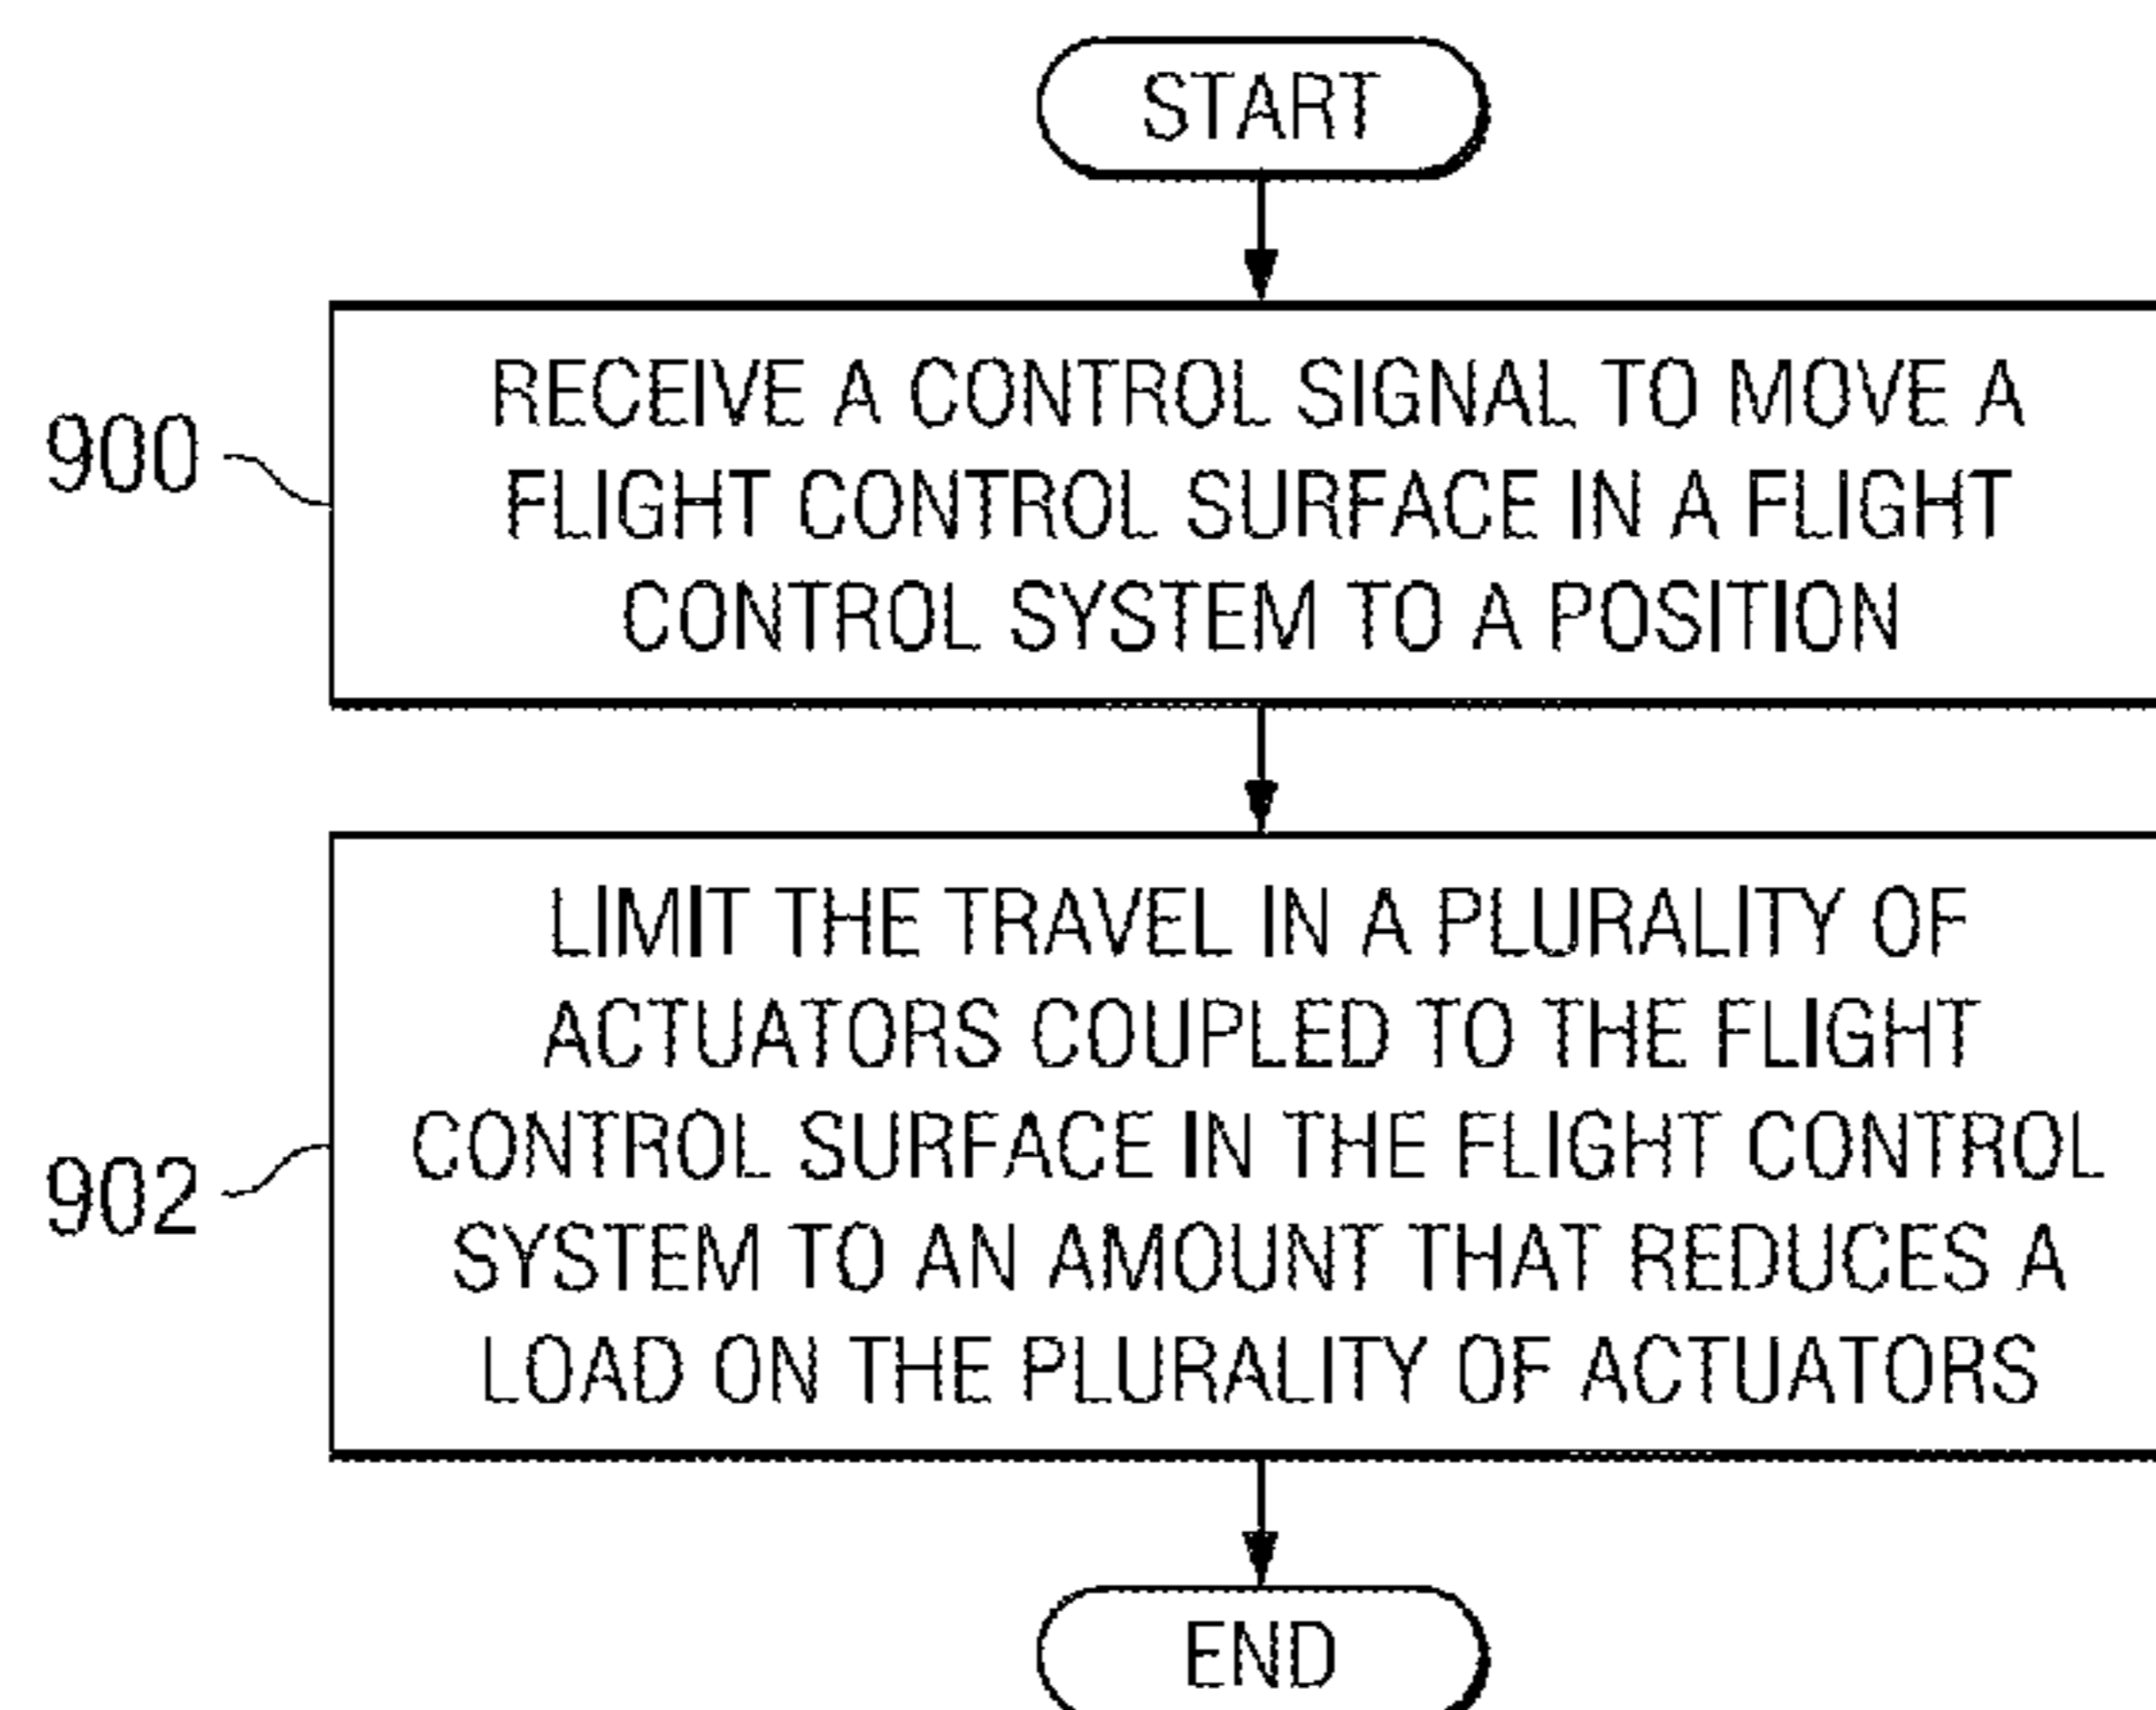 START
900
RECEIVE A CONTROL SIGNAL TO MOVE A
FLIGHT CONTROL SURFACE IN A FLIGHT
CONTROL SYSTEM TO A POSITION
902
LIMIT THE TRAVEL IN A PLURALITY OF
ACTUATORS COUPLED TO THE FLIGHT
CONTROL SURFACE IN THE FLIGHT CONTROL
SYSTEM TO AN AMOUNT THAT REDUCES A
LOAD ON THE PLURALITY OF ACTUATORS
END